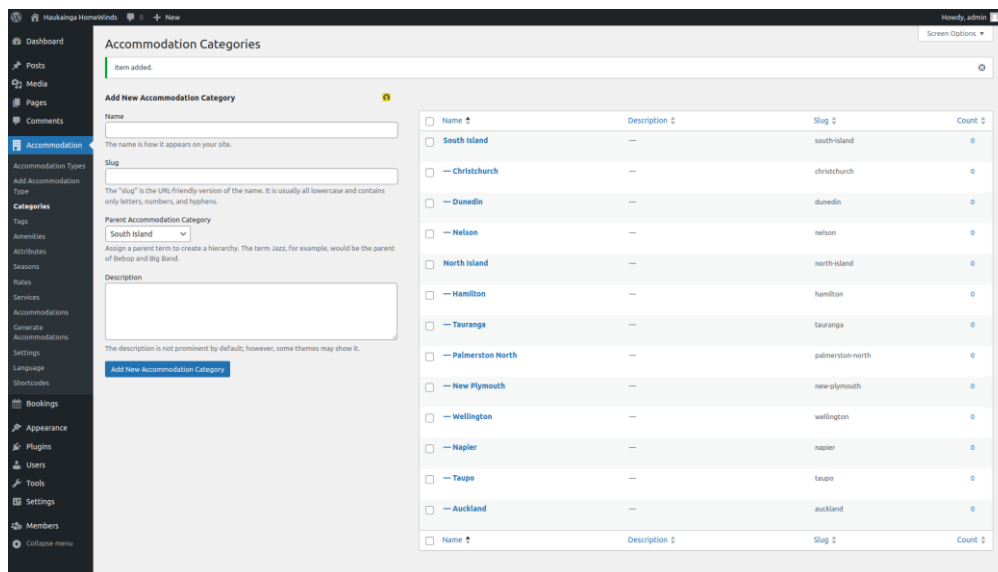 Haukainga HomeWinds 0 + New Howdy, admin
Screen Options ▼
Dashboard
Posts
Media
Pages
Comments
Accommodation
Accommodation Types
Add Accommodation
Type
Categories
Tags
Amenities
Attributes
Seasons
Rates
Services
Accommodations
Generate
Accommodations
Settings
Language
Shortcodes
Bookings
Appearance
Plugins
Users
Tools
Settings
Members
Collapse menu
Accommodation Categories
Item added.
Add New Accommodation Category
Name
The name is how it appears on your site.
Slug
The "slug" is the URL-friendly version of the name. It is usually all lowercase and contains
only letters, numbers, and hyphens.
Parent Accommodation Category
South Island
Assign a parent term to create a hierarchy. The term Jazz, for example, would be the parent
of Bebop and Big Band.
Description
The description is not prominent by default; however, some themes may show it.
Add New Accommodation Category
Name Description Slug Count
South Island — south-island 0
— Christchurch — christchurch 0
— Dunedin — dunedin 0
— Nelson — nelson 0
North Island — north-island 0
— Hamilton — hamilton 0
— Tauranga — tauranga 0
— Palmerston North — palmerston-north 0
— New Plymouth — new-plymouth 0
— Wellington — wellington 0
— Napier — napier 0
— Taupo — taupo 0
— Auckland — auckland 0
Name Description Slug Count